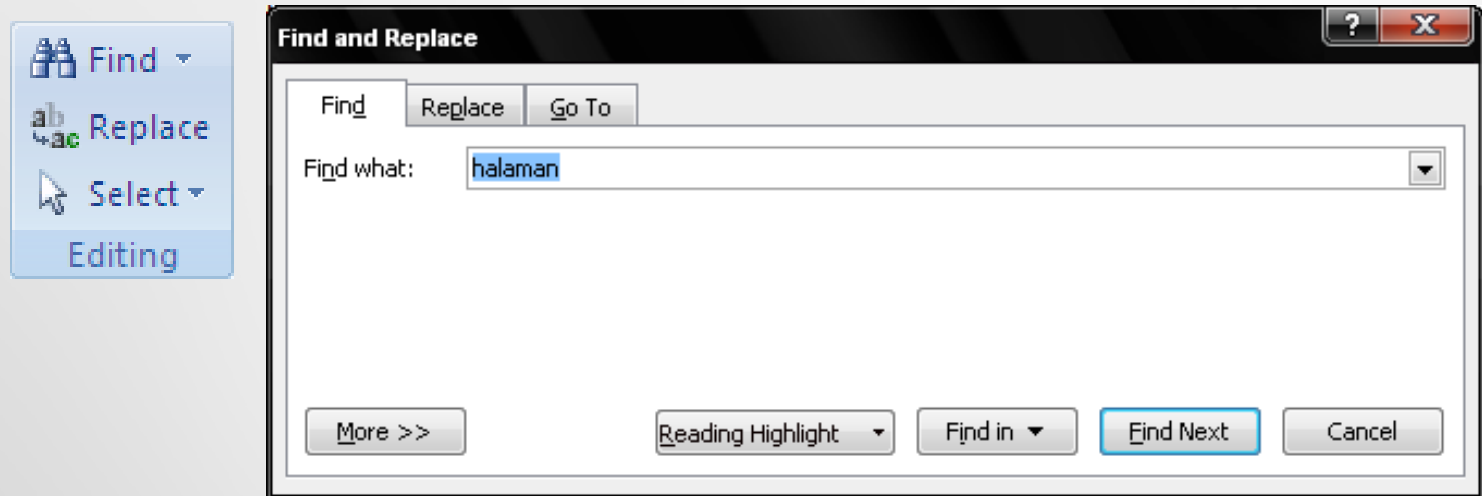 Find
Replace
Select
Editing
Find and Replace
Find Replace Go To
Find what: halaman
More >> Reading Highlight Find in Find Next Cancel